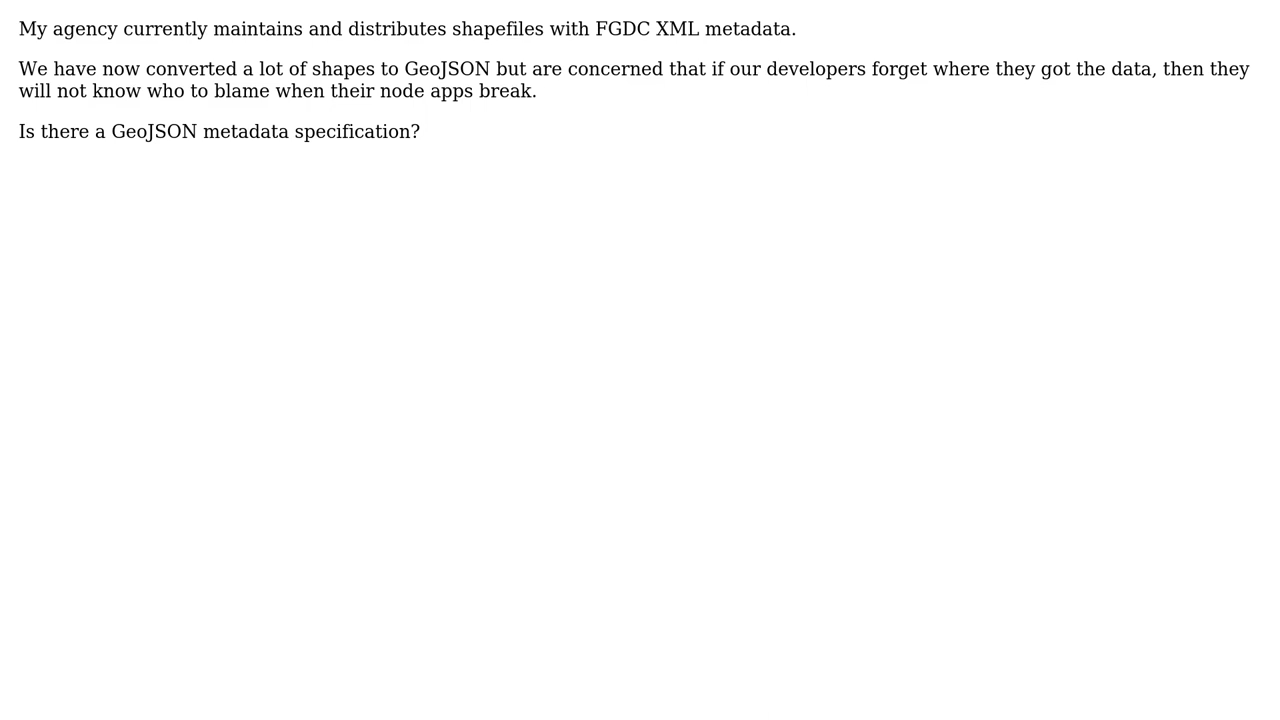 My agency currently maintains and distributes shapefiles with FGDC XML metadata.
We have now converted a lot of shapes to GeoJSON but are concerned that if our developers forget where they got the data, then they
will not know who to blame when their node apps break.
Is there a GeoJSON metadata specification?